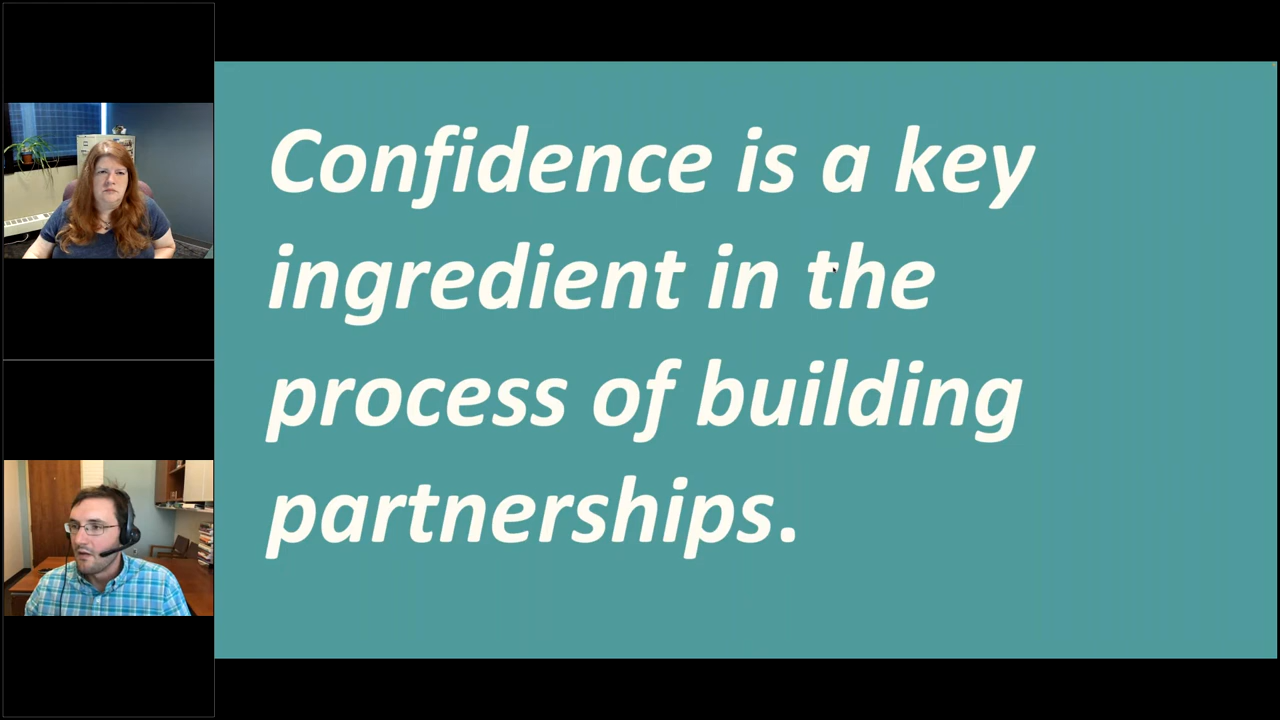 Confidence is a key
ingredient in the
process of building
partnerships.